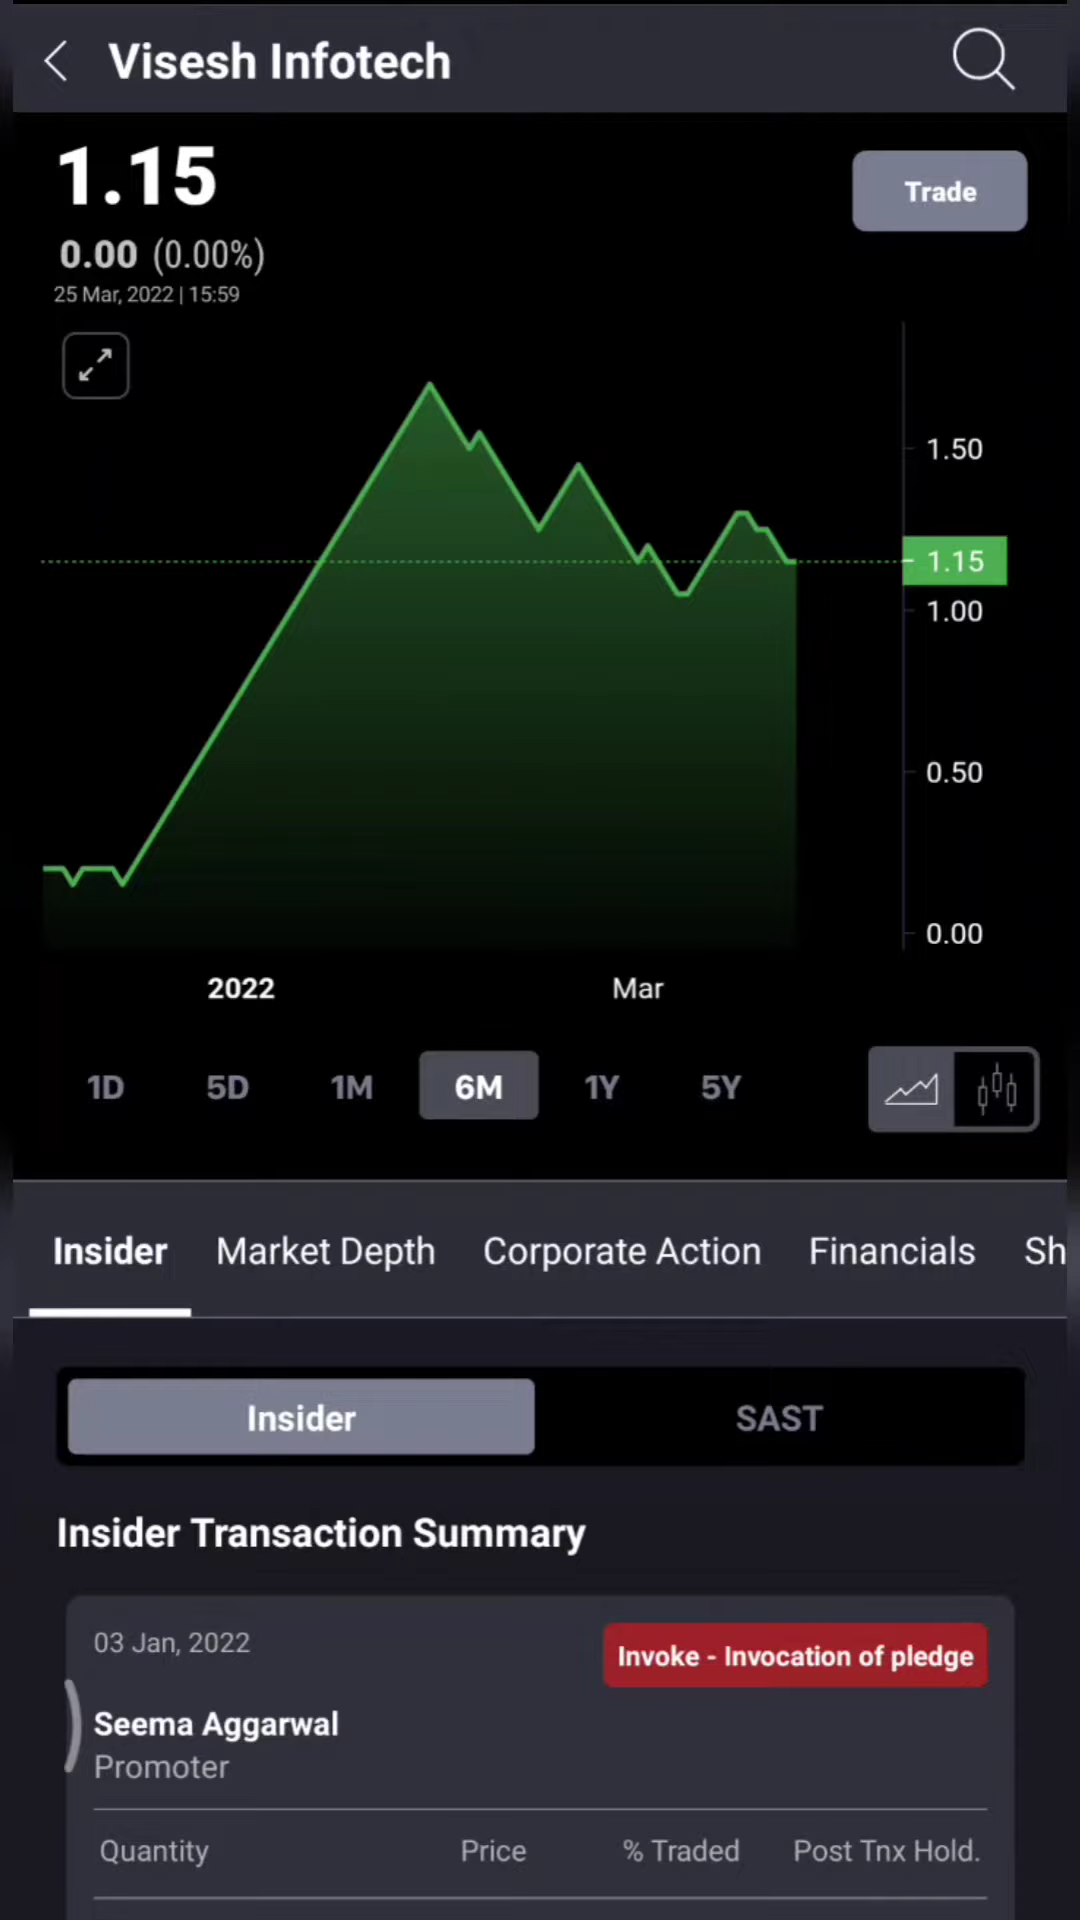 Visesh Infotech
1.15
Trade
0.00 (0.00%)
25 Mar, 2022 | 15:59
1.50
1.15
1.00
0.50
0.00
2022 Mar
1D 5D 1M 6M 1Y 5Y
Insider Market Depth Corporate Action Financials Sh
Insider SAST
Insider Transaction Summary
03 Jan, 2022
Invoke - Invocation of pledge
Seema Aggarwal
Promoter
Quantity Price % Traded Post Tnx Hold.